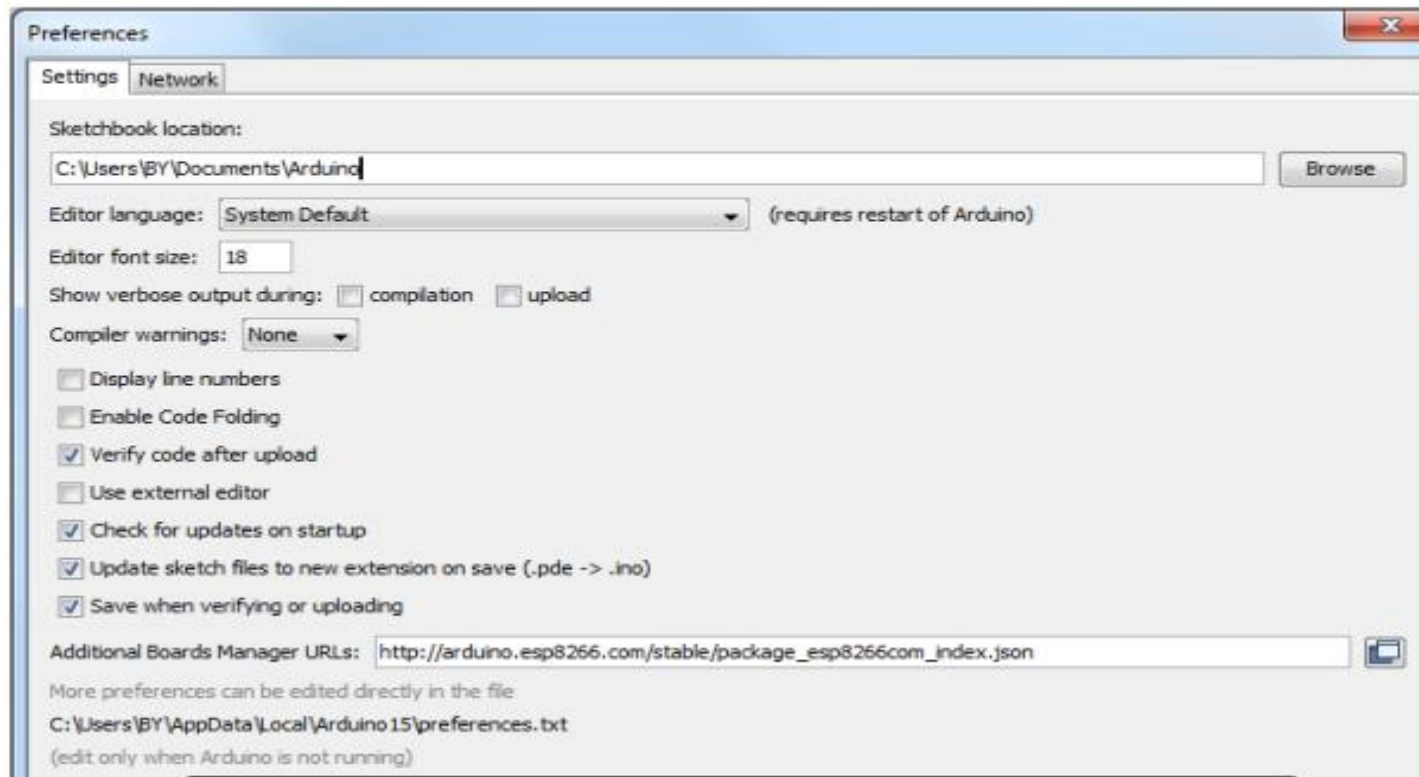 Preferences
Settings Network
Sketchbook location:
C:\Users\BY\Documents\Arduino Browse
Editor language: System Default (requires restart of Arduino)
Editor font size: 18
Show verbose output during: compilation upload
Compiler warnings: None
Display line numbers
Enable Code Folding
Verify code after upload
Use external editor
Check for updates on startup
Update sketch files to new extension on save (.pde -> .ino)
Save when verifying or uploading
Additional Boards Manager URLs: http://arduino.esp8266.com/stable/package_esp8266com_index.json
More preferences can be edited directly in the file
C:\Users\BY\AppData\Local\Arduino15\preferences.txt
(edit only when Arduino is not running)